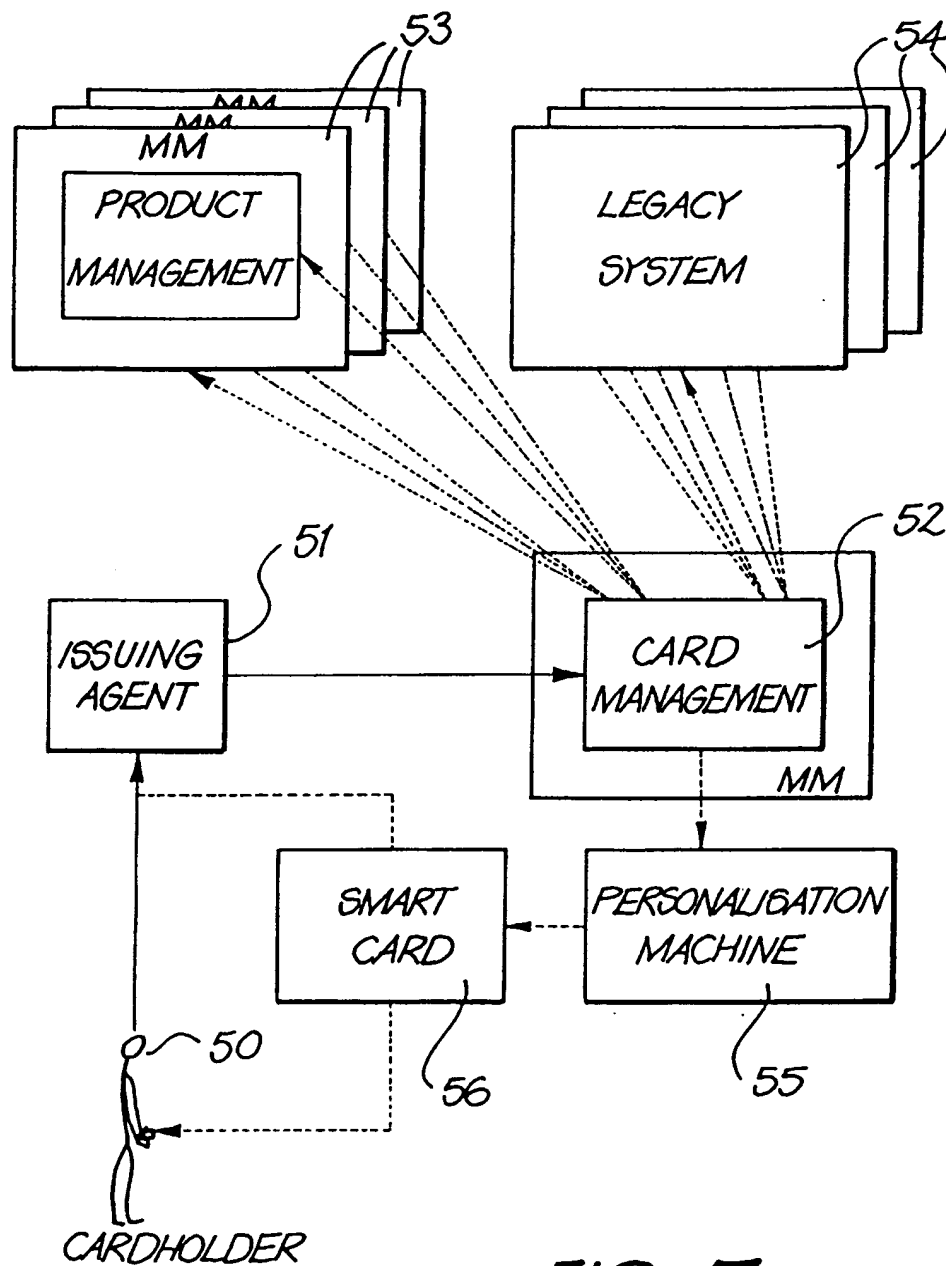 53
54
MM
MM
MM
PRODUCT
MANAGEMENT
LEGACY
SYSTEM
51
52
ISSUING
AGENT
CARD
MANAGEMENT
MM
SMART
CARD
PERSONALISATION
MACHINE
50
56
55
CARDHOLDER